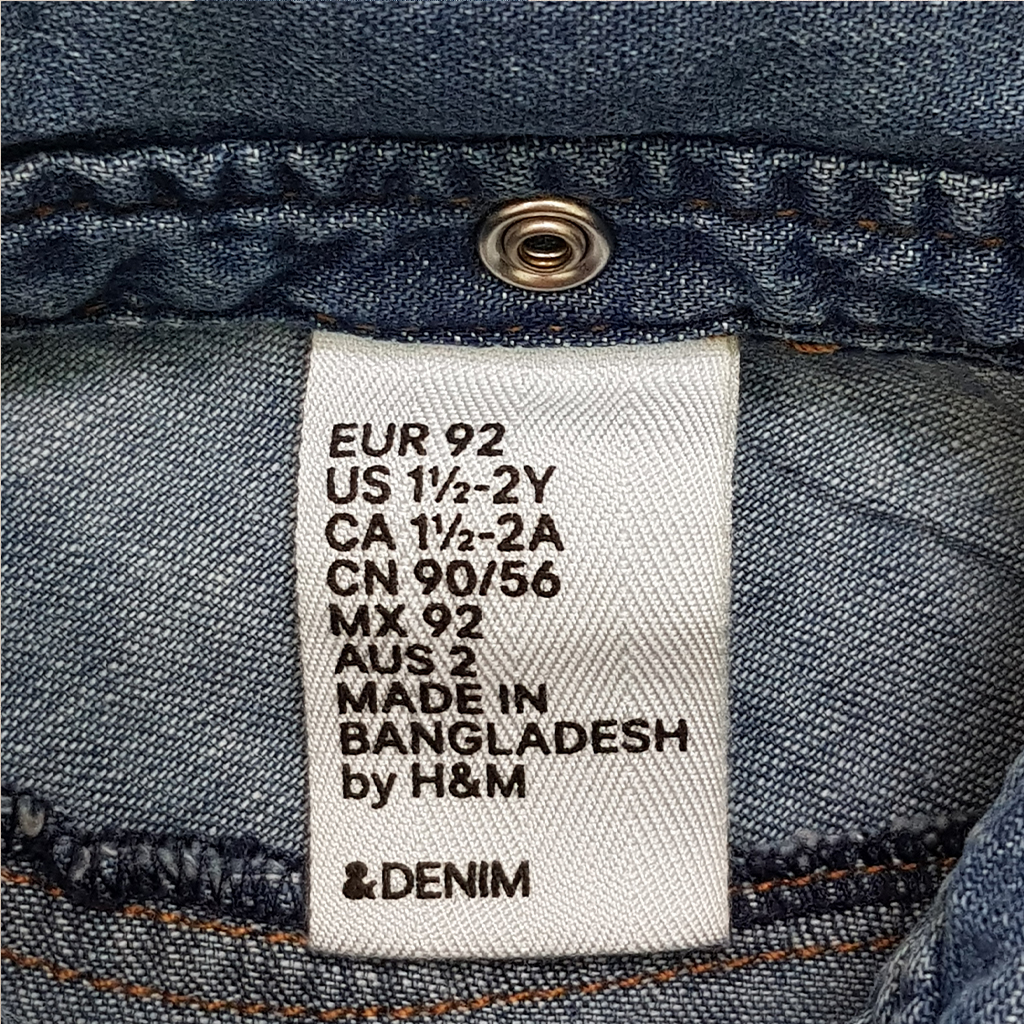 EUR 92
US 1½-2Y
CA 1½-2A
CN 90/56
MX 92
AUS 2
MADE IN
BANGLADESH
by H&M
&DENIM